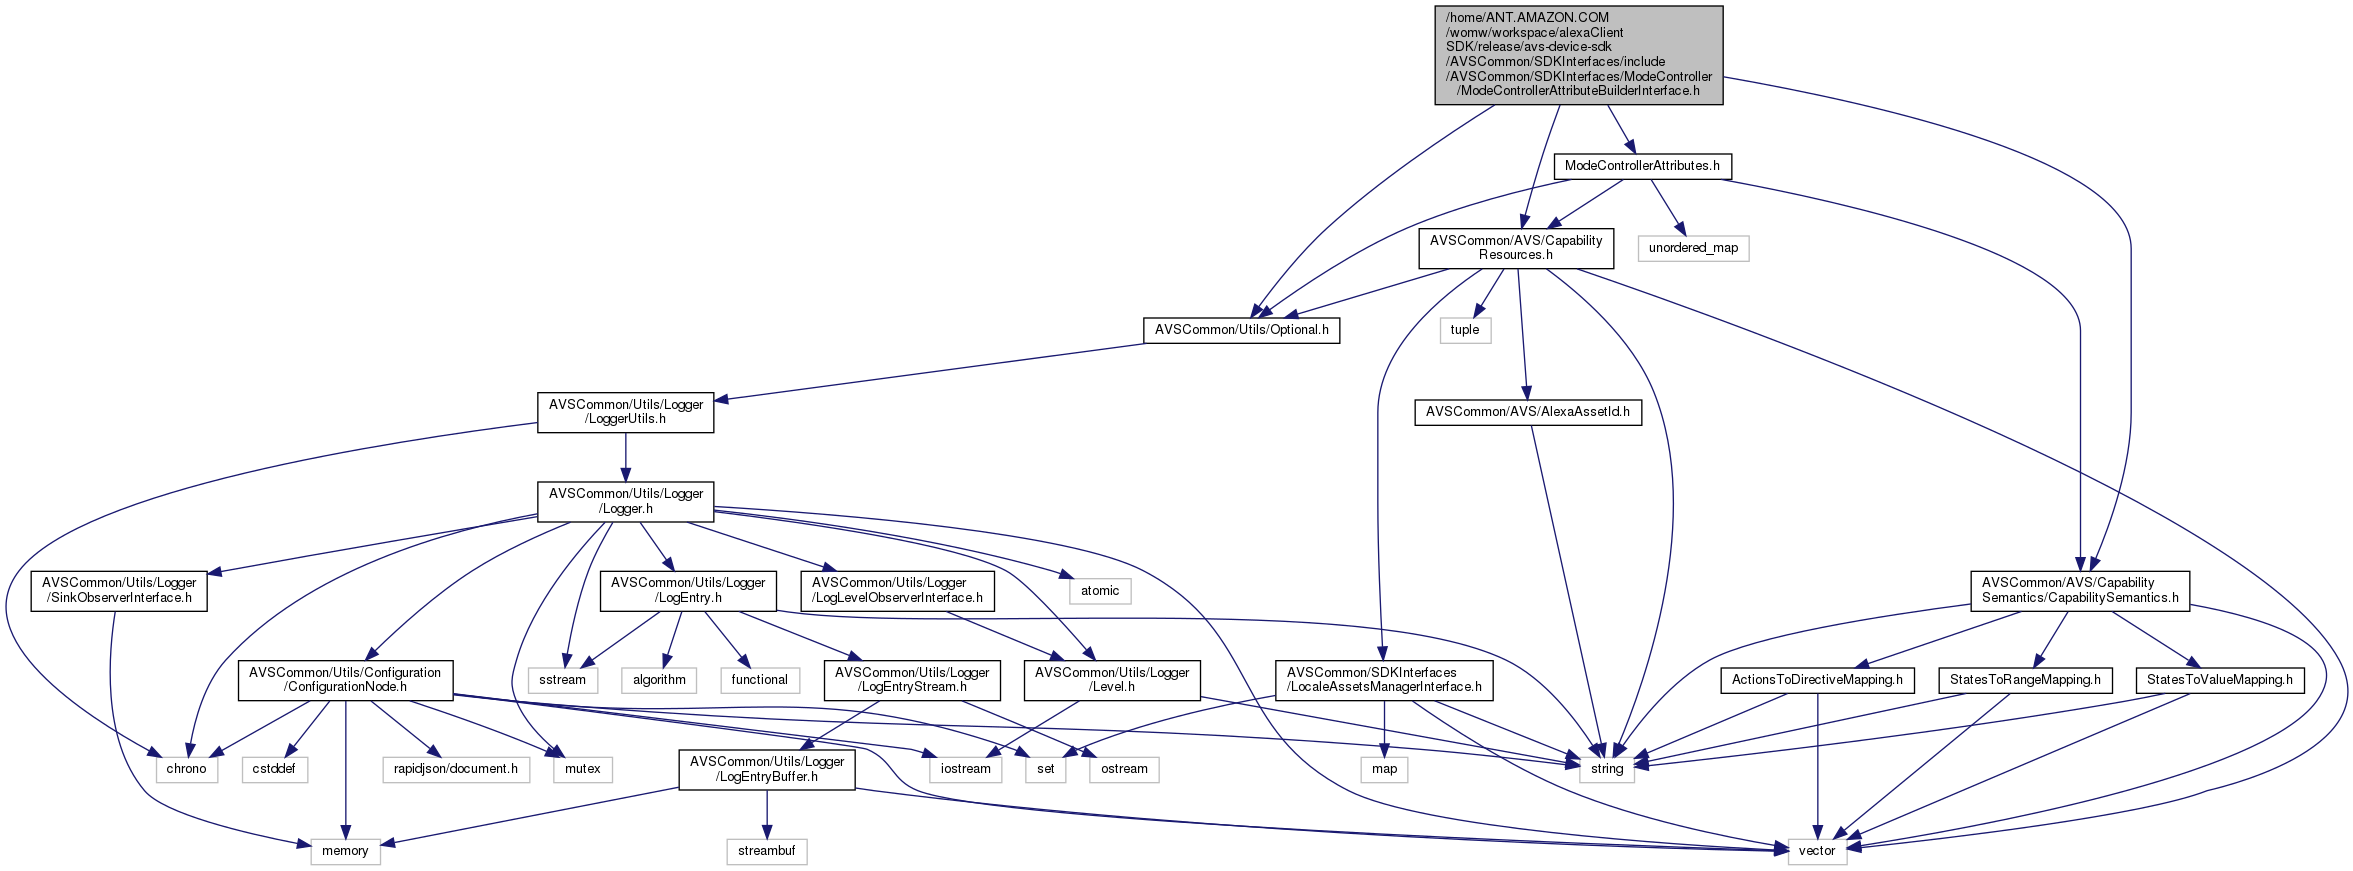 /home/ANT.AMAZON.COM
/womw/workspace/alexaClient
SDK/release/avs-device-sdk
/AVSCommon/SDKInterfaces/include
/AVSCommon/SDKInterfaces/ModeController
/ModeControllerAttributeBuilderInterface.h
ModeControllerAttributes.h
AVSCommon/AVS/Capability
Resources.h
unordered_map
AVSCommon/Utils/Optional.h
tuple
AVSCommon/Utils/Logger
/LoggerUtils.h
AVSCommon/AVS/AlexaAssetId.h
AVSCommon/Utils/Logger
/Logger.h
AVSCommon/Utils/Logger
/SinkObserverInterface.h
AVSCommon/Utils/Logger
/LogEntry.h
AVSCommon/Utils/Logger
/LogLevelObserverInterface.h
atomic
AVSCommon/AVS/Capability
Semantics/CapabilitySemantics.h
AVSCommon/Utils/Configuration
/ConfigurationNode.h
sstream
algorithm
functional
AVSCommon/Utils/Logger
/LogEntryStream.h
AVSCommon/Utils/Logger
/Level.h
AVSCommon/SDKInterfaces
/LocaleAssetsManagerInterface.h
ActionsToDirectiveMapping.h
StatesToRangeMapping.h
StatesToValueMapping.h
chrono
cstddef
rapidjson/document.h
mutex
AVSCommon/Utils/Logger
/LogEntryBuffer.h
iostream
set
ostream
map
string
memory
streambuf
vector